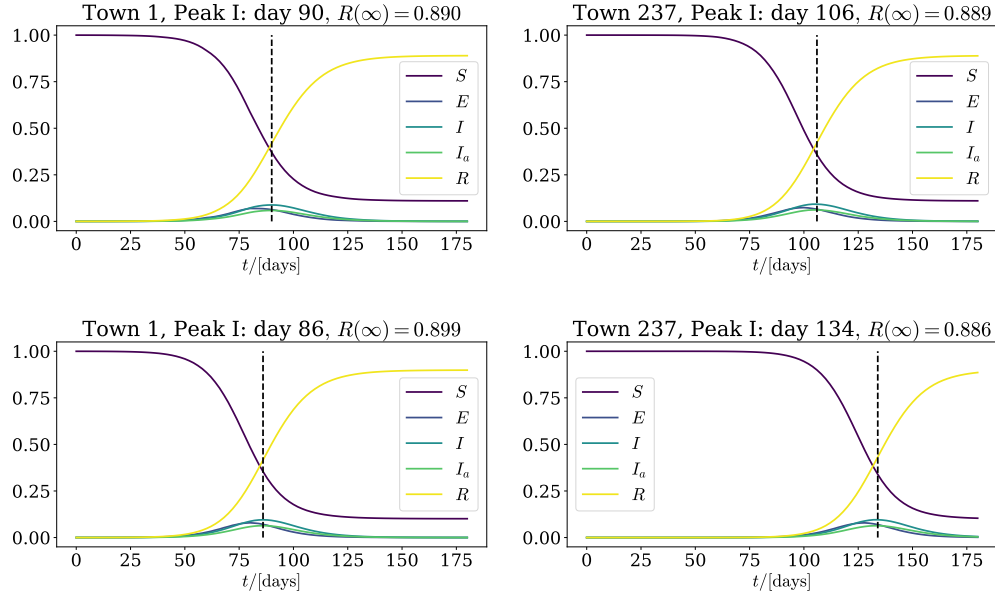 Town 1, Peak I: day 90, R(∞) = 0.890
1.00
0.75
0.50
0.25
0.00
S
E
I
I_a
R
0 25 50 75 100 125 150 175
t/[days]
Town 237, Peak I: day 106, R(∞) = 0.889
1.00
0.75
0.50
0.25
0.00
S
E
I
I_a
R
0 25 50 75 100 125 150 175
t/[days]
Town 1, Peak I: day 86, R(∞) = 0.899
1.00
0.75
0.50
0.25
0.00
S
E
I
I_a
R
0 25 50 75 100 125 150 175
t/[days]
Town 237, Peak I: day 134, R(∞) = 0.886
1.00
0.75
0.50
0.25
0.00
S
E
I
I_a
R
0 25 50 75 100 125 150 175
t/[days]